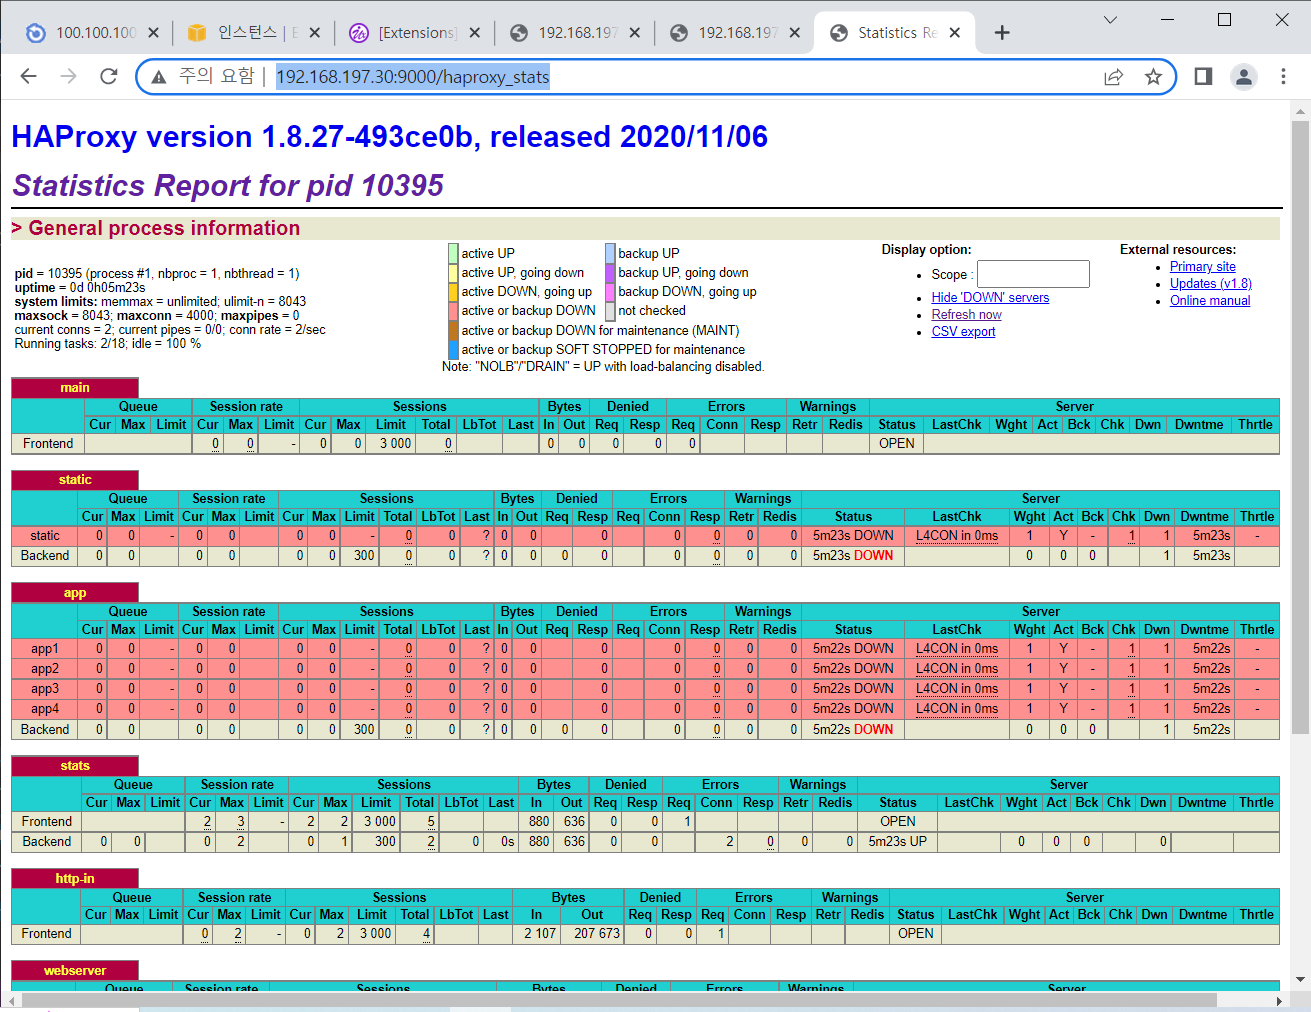 100.100.100
인스턴스 | E
[Extensions]
192.168.197
192.168.197
Statistics Re
주의 요함 | 192.168.197.30:9000/haproxy_stats
HAProxy version 1.8.27-493ce0b, released 2020/11/06
Statistics Report for pid 10395
> General process information
pid = 10395 (process #1, nbproc = 1, nbthread = 1)
uptime = 0d 0h05m23s
system limits: memmax = unlimited; ulimit-n = 8043
maxsock = 8043; maxconn = 4000; maxpipes = 0
current conns = 2; current pipes = 0/0; conn rate = 2/sec
Running tasks: 2/18; idle = 100 %
active UP backup UP
active UP, going down backup UP, going down
active DOWN, going up backup DOWN, going up
active or backup DOWN not checked
active or backup DOWN for maintenance (MAINT)
active or backup SOFT STOPPED for maintenance
Note: "NOLB"/"DRAIN" = UP with load-balancing disabled.
Display option:
Scope :
Hide 'DOWN' servers
Refresh now
CSV export
External resources:
Primary site
Updates (v1.8)
Online manual
main
Queue Session rate Sessions Bytes Denied Errors Warnings Server
Cur Max Limit Cur Max Limit Cur Max Limit Total LbTot Last In Out Req Resp Req Conn Resp Retr Redis Status LastChk Wght Act Bck Chk Dwn Dwntme Thrtle
Frontend 0 0 - 0 0 3 000 0 0 0 0 0 0 OPEN
static
Queue Session rate Sessions Bytes Denied Errors Warnings Server
Cur Max Limit Cur Max Limit Cur Max Limit Total LbTot Last In Out Req Resp Req Conn Resp Retr Redis Status LastChk Wght Act Bck Chk Dwn Dwntme Thrtle
static 0 0 - 0 0 0 0 - 0 0 ? 0 0 0 0 0 0 0 5m23s DOWN L4CON in 0ms 1 Y - 1 1 5m23s -
Backend 0 0 0 0 0 0 300 0 0 ? 0 0 0 0 0 0 0 0 5m23s DOWN 0 0 0 1 5m23s
app
Queue Session rate Sessions Bytes Denied Errors Warnings Server
Cur Max Limit Cur Max Limit Cur Max Limit Total LbTot Last In Out Req Resp Req Conn Resp Retr Redis Status LastChk Wght Act Bck Chk Dwn Dwntme Thrtle
app1 0 0 - 0 0 0 0 - 0 0 ? 0 0 0 0 0 0 0 5m22s DOWN L4CON in 0ms 1 Y - 1 1 5m22s -
app2 0 0 - 0 0 0 0 - 0 0 ? 0 0 0 0 0 0 0 5m22s DOWN L4CON in 0ms 1 Y - 1 1 5m22s -
app3 0 0 - 0 0 0 0 - 0 0 ? 0 0 0 0 0 0 0 5m22s DOWN L4CON in 0ms 1 Y - 1 1 5m22s -
app4 0 0 - 0 0 0 0 - 0 0 ? 0 0 0 0 0 0 0 5m22s DOWN L4CON in 0ms 1 Y - 1 1 5m22s -
Backend 0 0 0 0 0 0 300 0 0 ? 0 0 0 0 0 0 0 0 5m22s DOWN 0 0 0 1 5m22s
stats
Queue Session rate Sessions Bytes Denied Errors Warnings Server
Cur Max Limit Cur Max Limit Cur Max Limit Total LbTot Last In Out Req Resp Req Conn Resp Retr Redis Status LastChk Wght Act Bck Chk Dwn Dwntme Thrtle
Frontend 2 3 - 2 2 3 000 5 880 636 0 0 1 OPEN
Backend 0 0 0 2 0 1 300 2 0 0s 880 636 0 0 2 0 0 0 5m23s UP 0 0 0 0
http-in
Queue Session rate Sessions Bytes Denied Errors Warnings Server
Cur Max Limit Cur Max Limit Cur Max Limit Total LbTot Last In Out Req Resp Req Conn Resp Retr Redis Status LastChk Wght Act Bck Chk Dwn Dwntme Thrtle
Frontend 0 2 - 0 2 3 000 4 2 107 207 673 0 0 1 OPEN
webserver
Queue Session rate Sessions Bytes Denied Errors Warnings Server